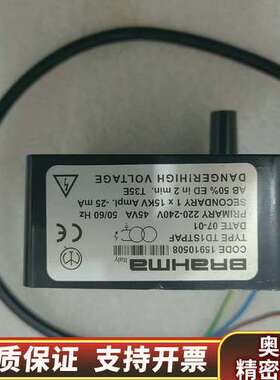 BRAHMA Italy
CODE 15910508
TYPE TD1STPAF
DATE 07-01
PRIMARY 220-240V 45VA 50/60 Hz
SECONDARY 1 x 15KV Ampl. -25 mA
AB 50% ED in 2 min. T35E
DANGER!HIGH VOLTAGE
质保证 支持开票
奥
精密